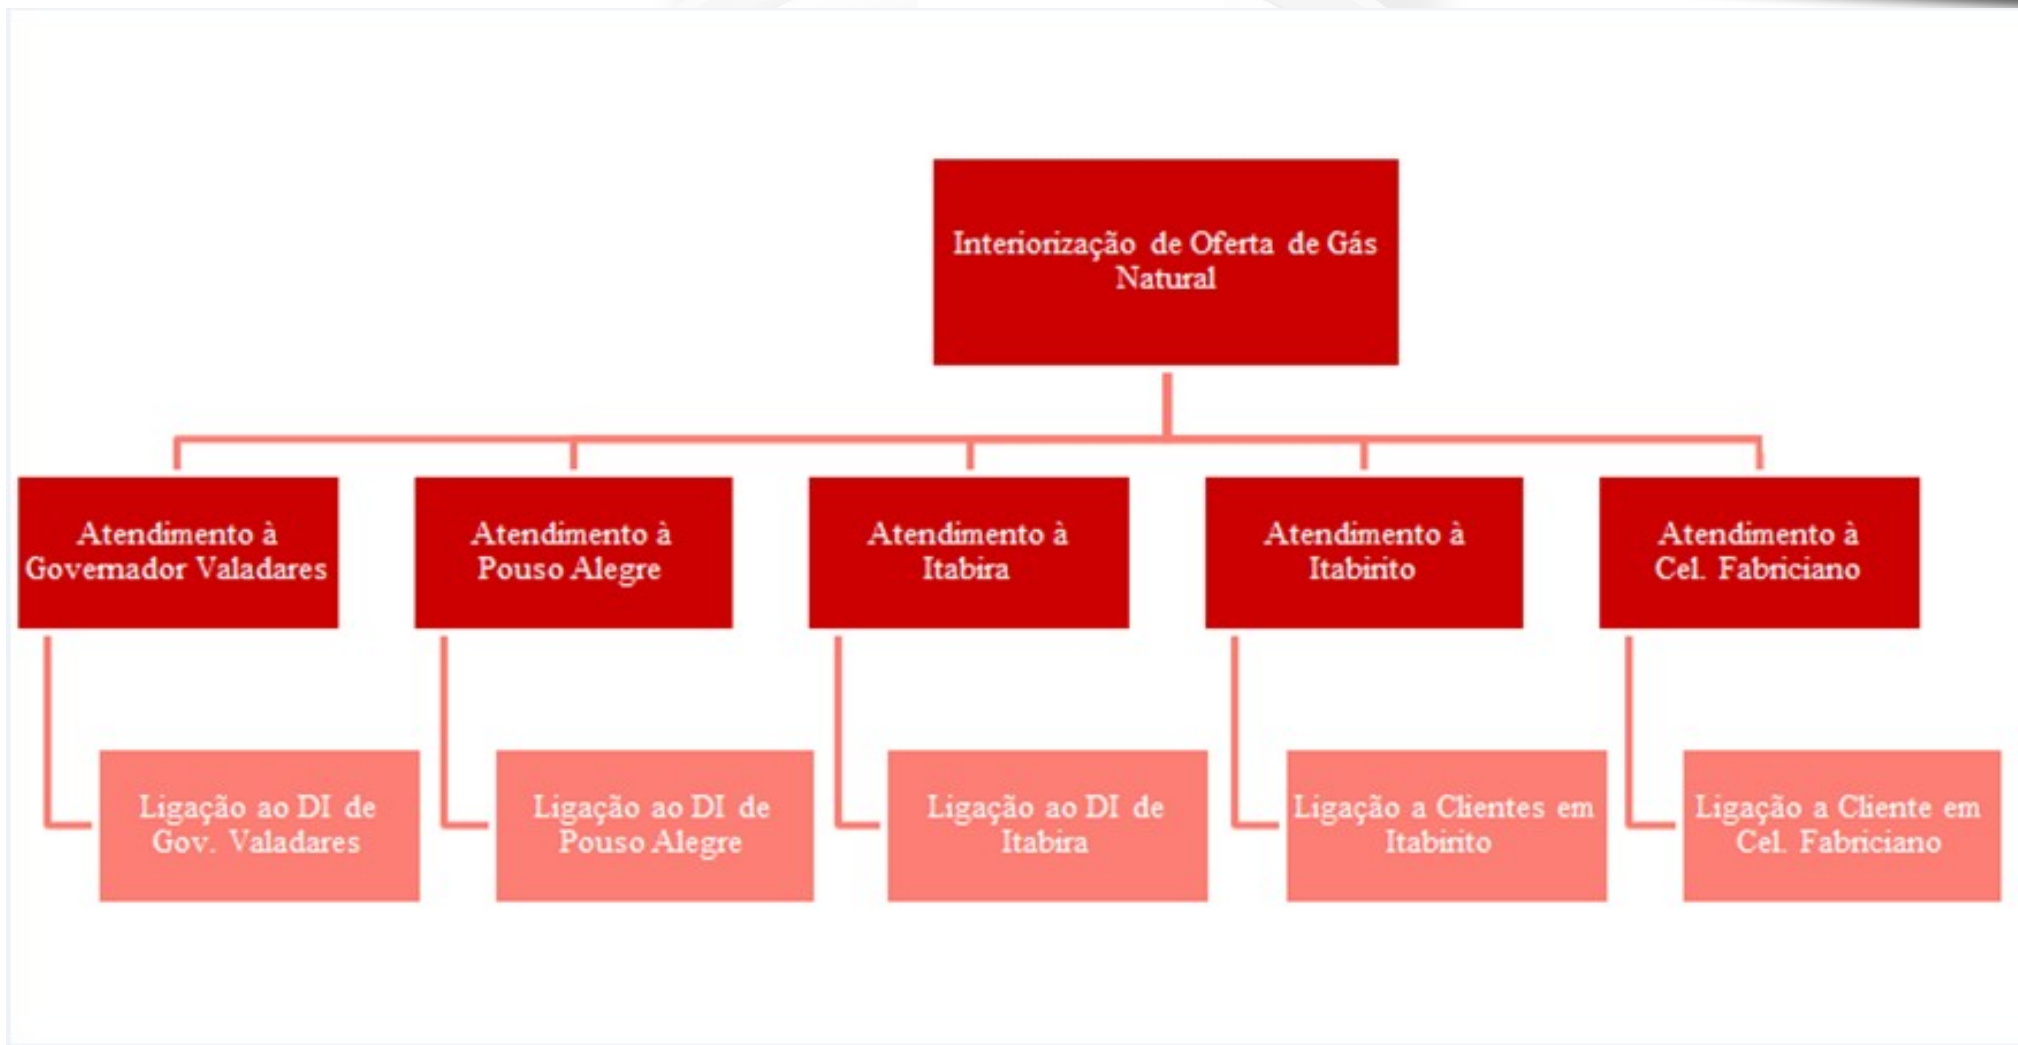 Interiorização de Oferta de Gás
Natural
Atendimento à
Governador Valadares
Atendimento à
Pouso Alegre
Atendimento à
Itabira
Atendimento à
Itabirito
Atendimento à
Cel. Fabriciano
Ligação ao DI de
Gov. Valadares
Ligação ao DI de
Pouso Alegre
Ligação ao DI de
Itabira
Ligação a Clientes em
Itabirito
Ligação a Cliente em
Cel. Fabriciano